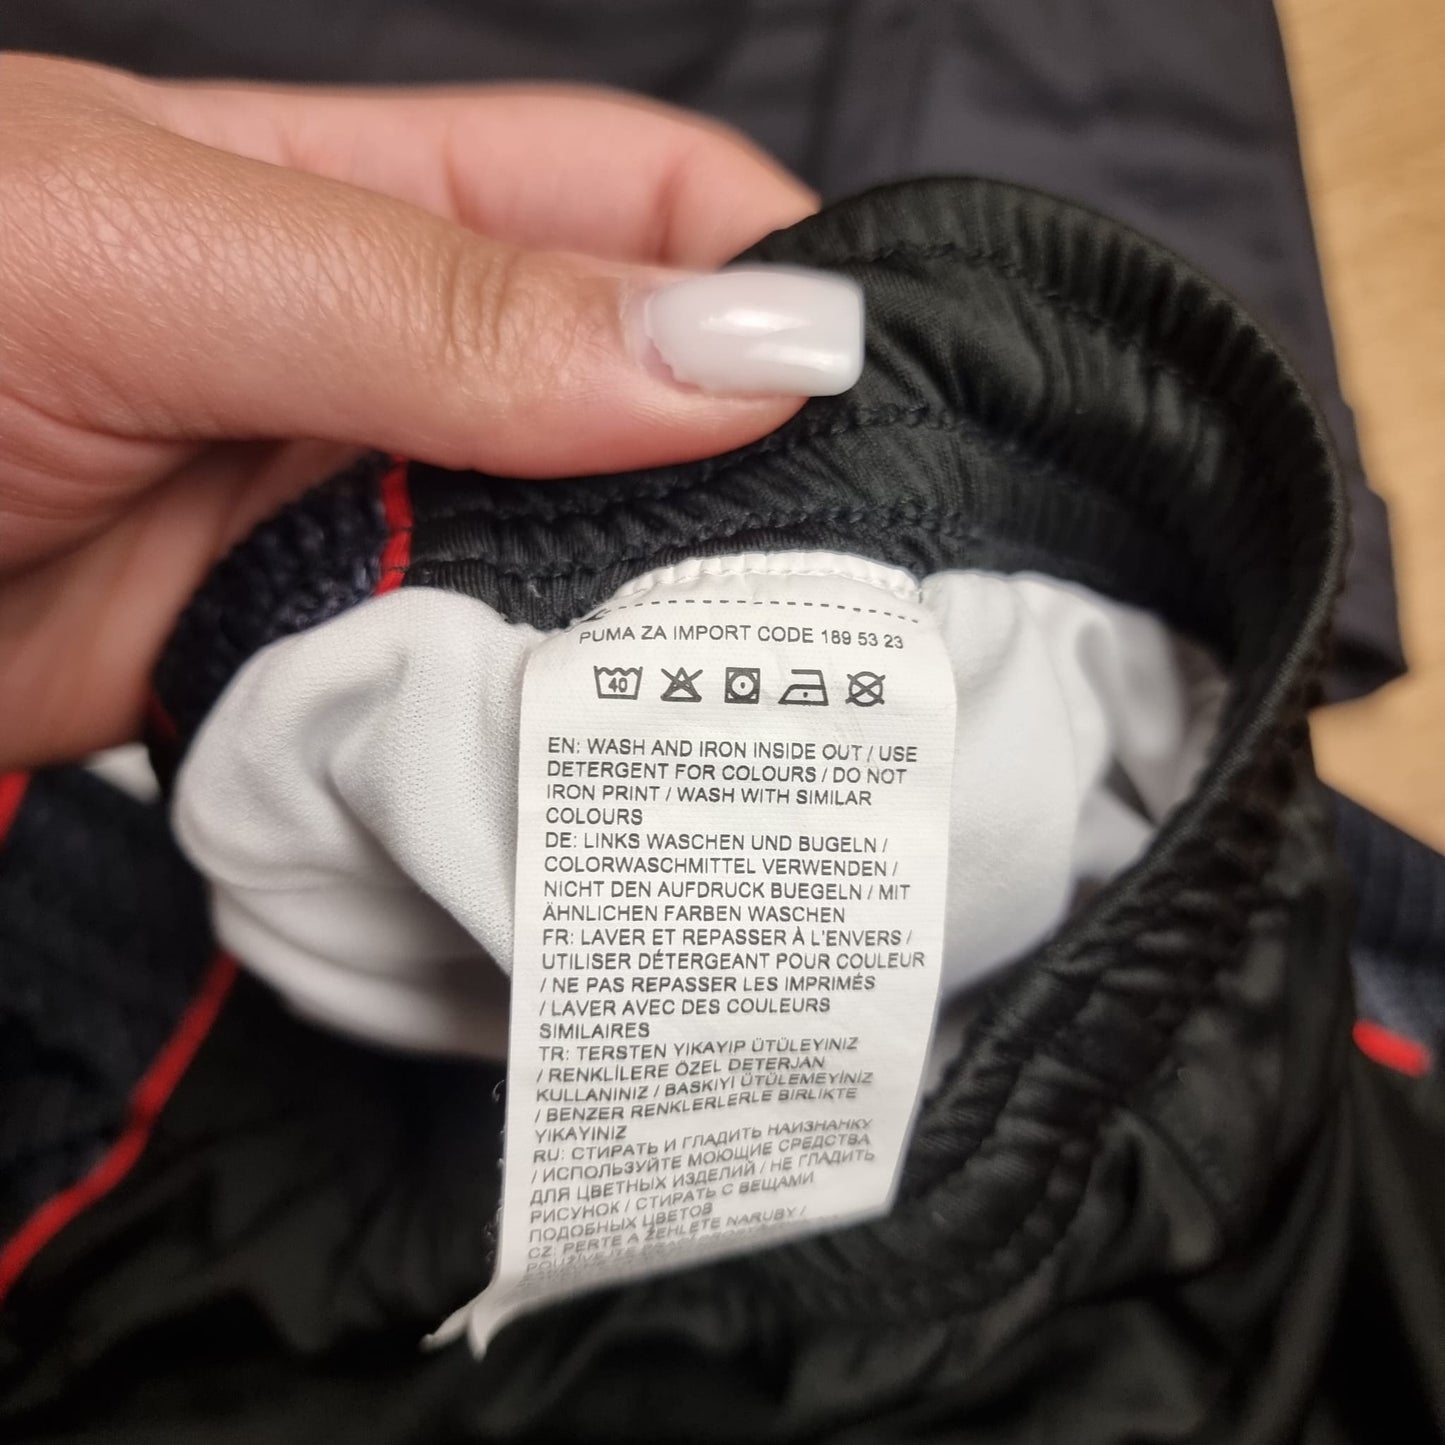 PUMA ZA IMPORT CODE 189 53 23
40
EN: WASH AND IRON INSIDE OUT / USE
DETERGENT FOR COLOURS / DO NOT
IRON PRINT / WASH WITH SIMILAR
COLOURS
DE: LINKS WASCHEN UND BUGELN /
COLORWASCHMITTEL VERWENDEN /
NICHT DEN AUFDRUCK BUEGELN / MIT
ÄHNLICHEN FARBEN WASCHEN
FR: LAVER ET REPASSER À L'ENVERS /
UTILISER DÉTERGEANT POUR COULEUR
/ NE PAS REPASSER LES IMPRIMÉS
/ LAVER AVEC DES COULEURS
SIMILAIRES
TR: TERSTEN YIKAYIP ÜTÜLEYINIZ
/ RENKLİLERE ÖZEL DETERJAN
KULLANINIZ / BASKIYI ÜTÜLEMEYİNİZ
/ BENZER RENKLERLERLE BIRLIKTE
YIKAYINIZ
RU: СТИРАТЬ И ГЛАДИТЬ НАИЗНАНКУ
/ ИСПОЛЬЗУЙТЕ МОЮЩИЕ СРЕДСТВА
ДЛЯ ЦВЕТНЫХ ИЗДЕЛИЙ / НЕ ГЛАДИТЬ
РИСУНОК / СТИРАТЬ С ВЕЩАМИ
ПОДОБНЫХ ЦВЕТОВ
CZ: PERTE A ŽEHLETE NARUBY /